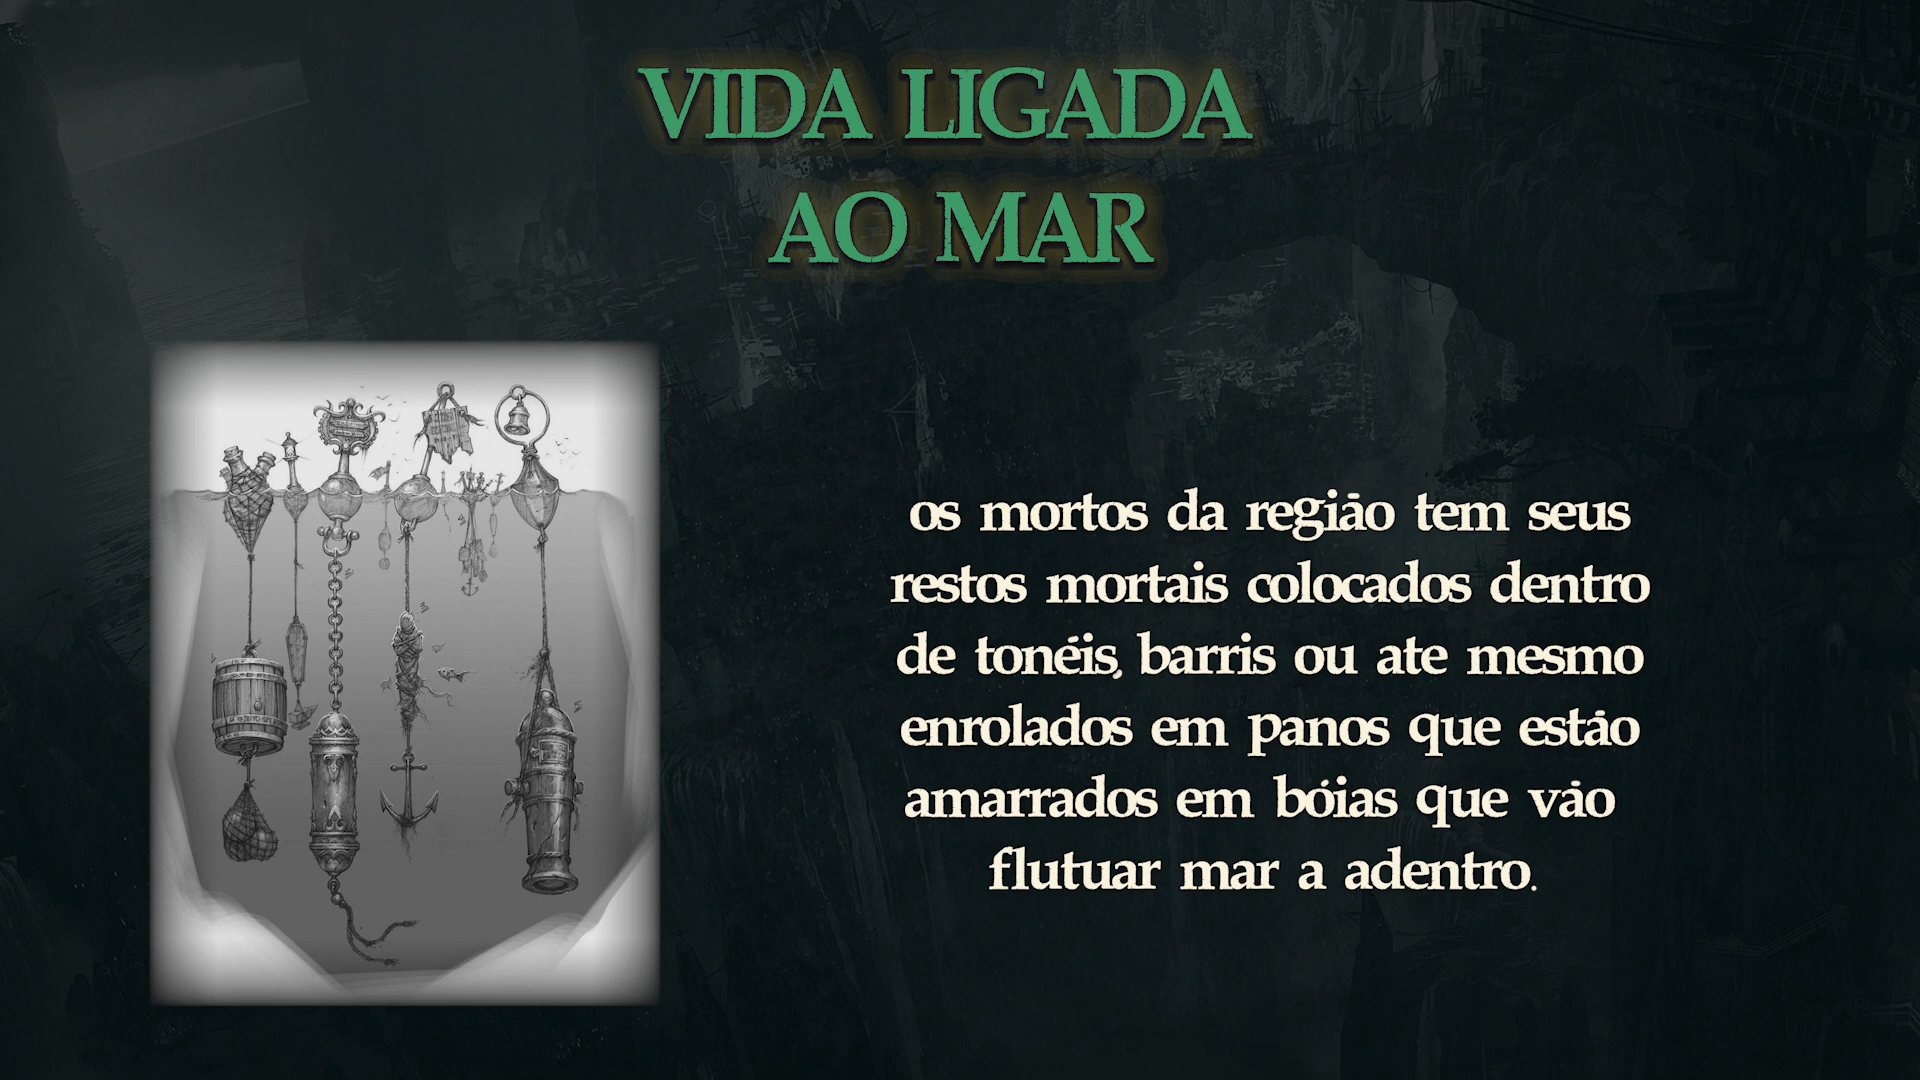 VIDA LIGADA
AO MAR
os mortos da região tem seus
restos mortais colocados dentro
de tonéis, barris ou ate mesmo
enrolados em panos que estão
amarrados em bóias que vão
flutuar mar a adentro.